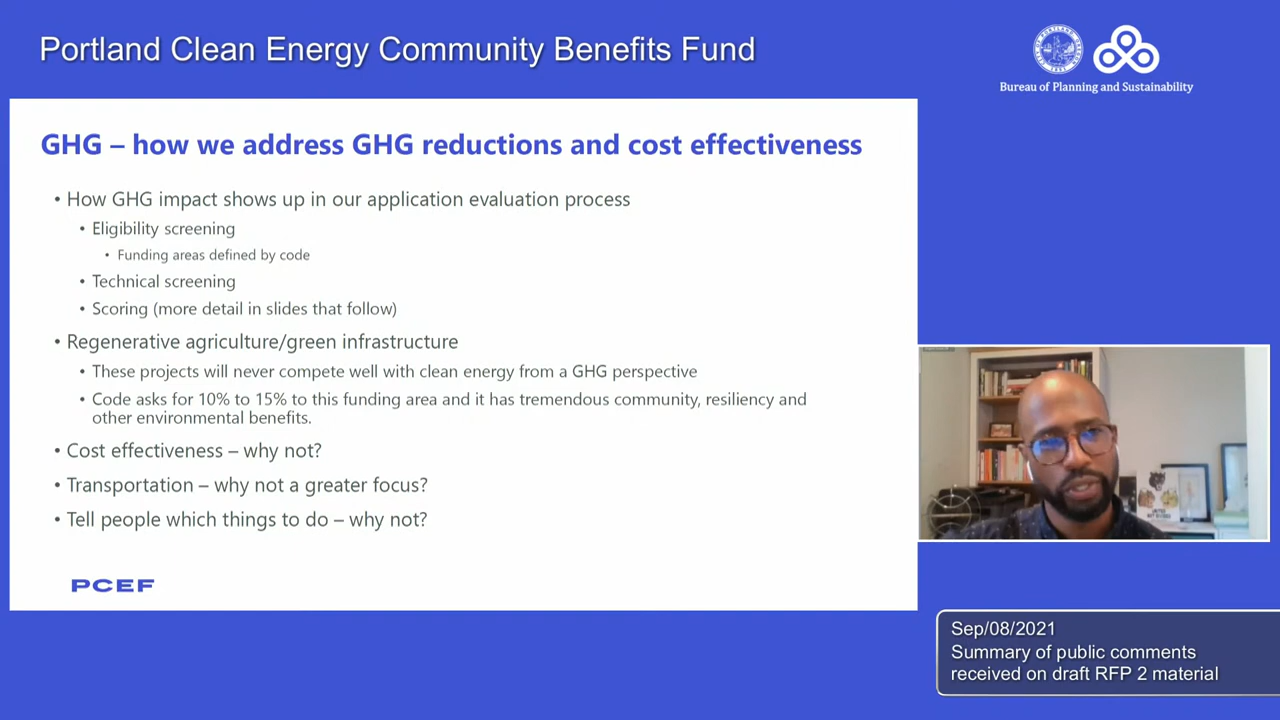 Portland Clean Energy Community Benefits Fund
Bureau of Planning and Sustainability
GHG – how we address GHG reductions and cost effectiveness
• How GHG impact shows up in our application evaluation process
• Eligibility screening
• Funding areas defined by code
• Technical screening
• Scoring (more detail in slides that follow)
• Regenerative agriculture/green infrastructure
• These projects will never compete well with clean energy from a GHG perspective
• Code asks for 10% to 15% to this funding area and it has tremendous community, resiliency and
other environmental benefits.
• Cost effectiveness – why not?
• Transportation – why not a greater focus?
• Tell people which things to do – why not?
PCEF
Sep/08/2021
Summary of public comments
received on draft RFP 2 material